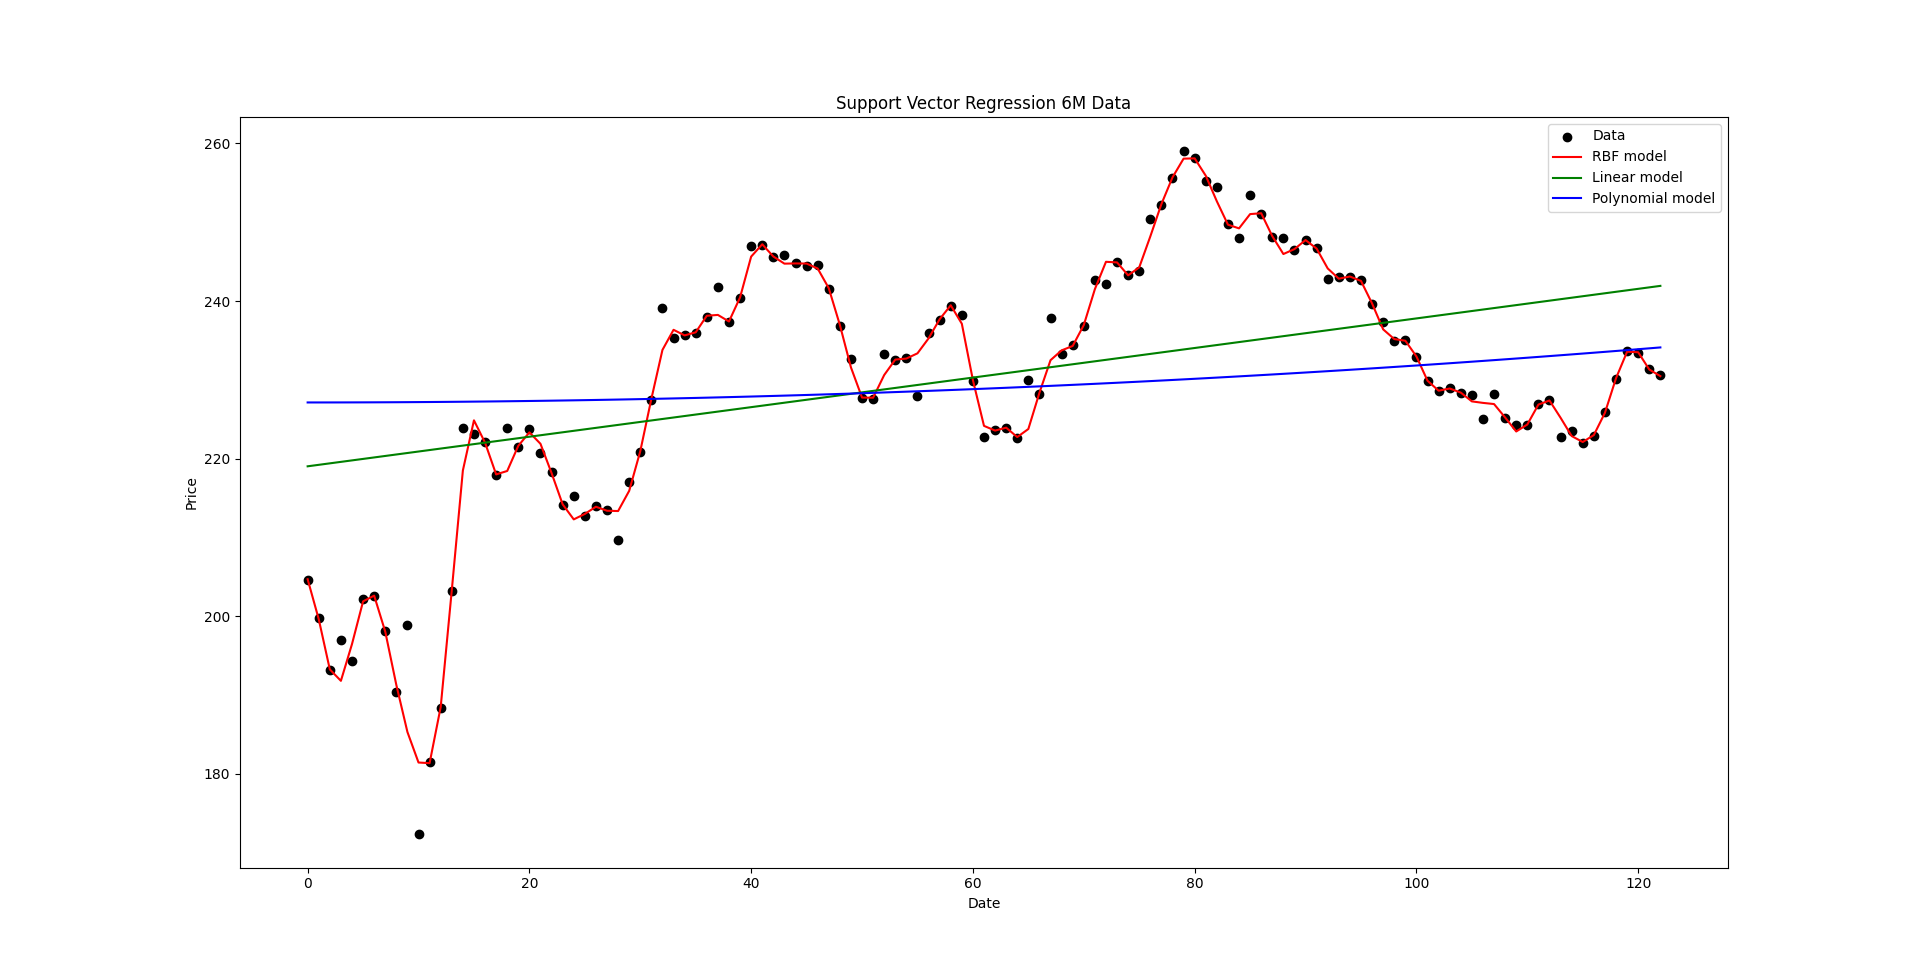 Support Vector Regression 6M Data
Data
RBF model
Linear model
Polynomial model
Price
260
240
220
200
180
0 20 40 60 80 100 120
Date